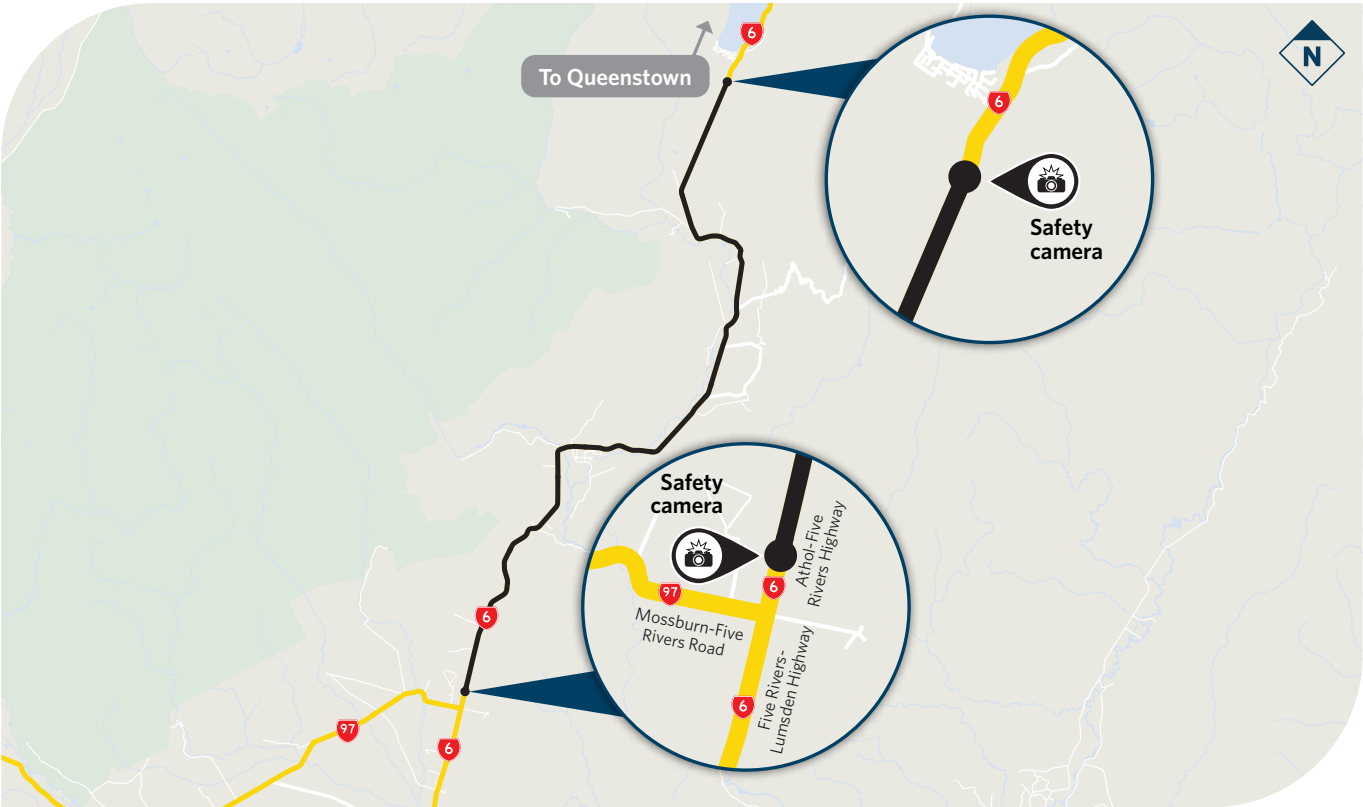 6
To Queenstown
N
6
Safety
camera
Safety
camera
Athol-Five
Rivers Highway
6
97
Mossburn-Five
Rivers Road
6
Five Rivers-
Lumsden Highway
6
97
6